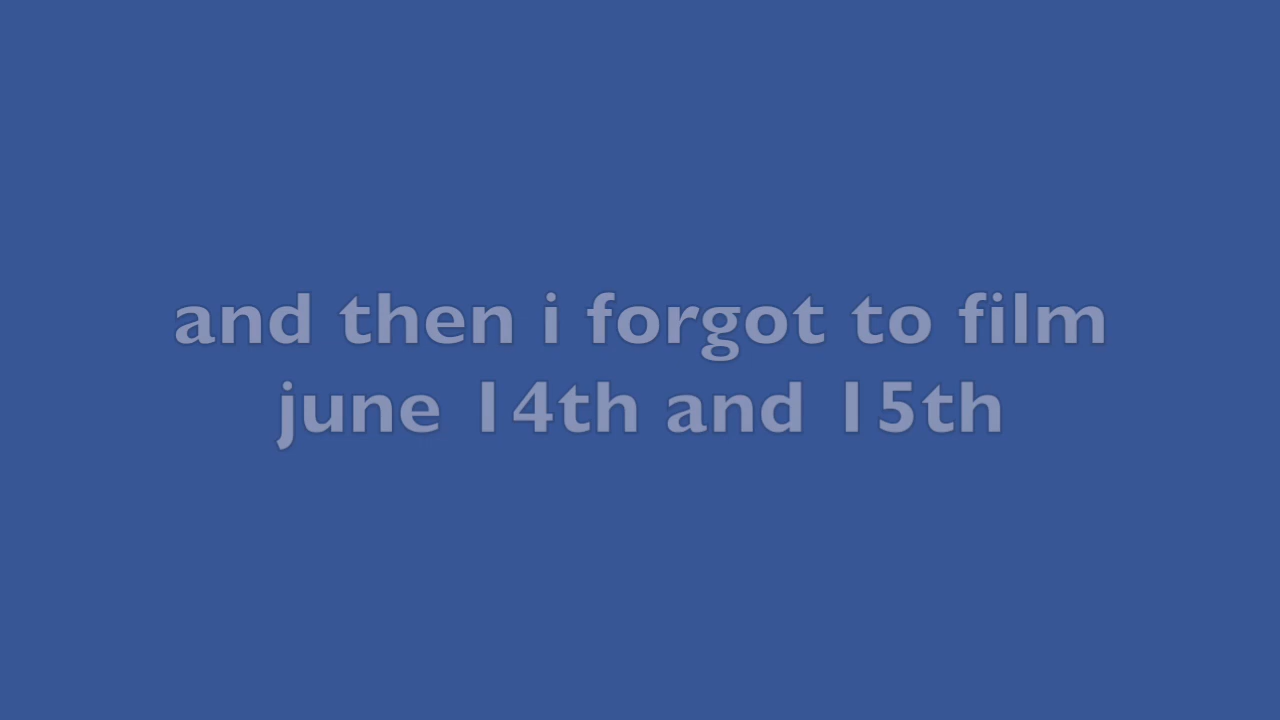 and then i forgot to film
june 14th and 15th